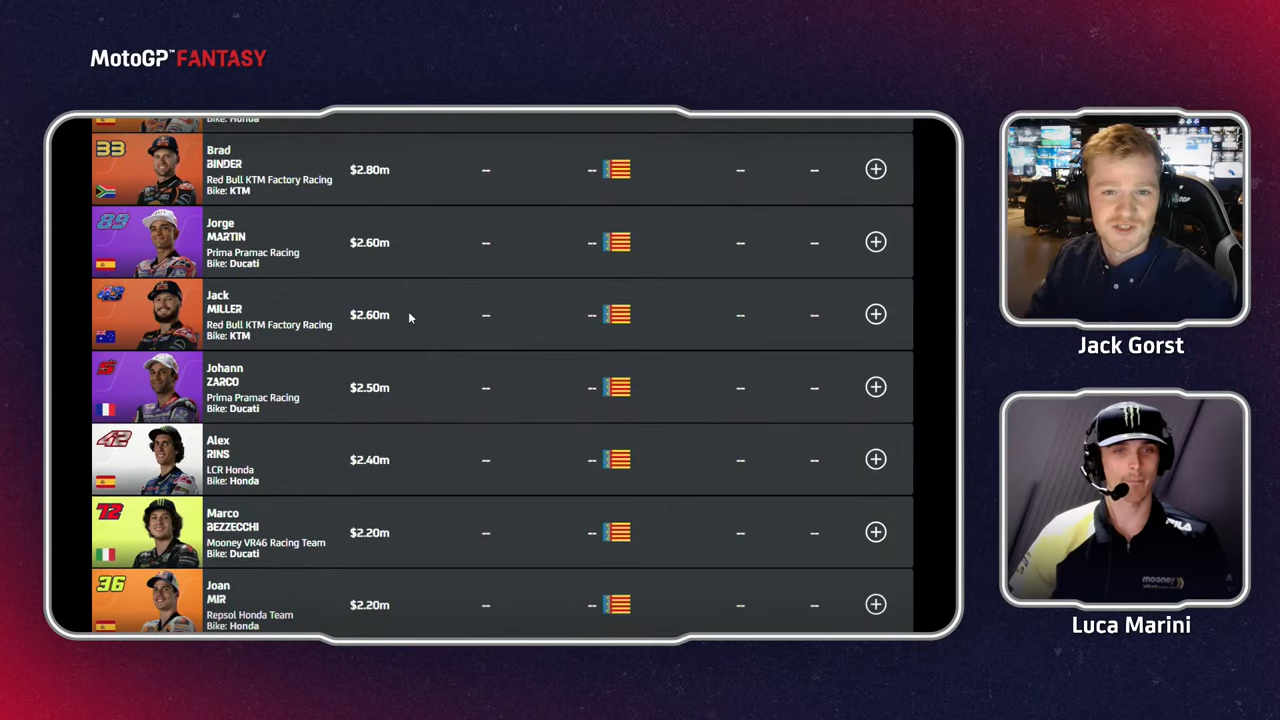 MotoGP™ FANTASY
Bike: Honda
33
Brad
BINDER
Red Bull KTM Factory Racing
Bike: KTM
$2.80m
--
--
--
--
89
Jorge
MARTIN
Prima Pramac Racing
Bike: Ducati
$2.60m
--
--
--
--
43
Jack
MILLER
Red Bull KTM Factory Racing
Bike: KTM
$2.60m
--
--
--
--
5
Johann
ZARCO
Prima Pramac Racing
Bike: Ducati
$2.50m
--
--
--
--
42
Alex
RINS
LCR Honda
Bike: Honda
$2.40m
--
--
--
--
72
Marco
BEZZECCHI
Mooney VR46 Racing Team
Bike: Ducati
$2.20m
--
--
--
--
36
Joan
MIR
Repsol Honda Team
Bike: Honda
$2.20m
--
--
--
--
Jack Gorst
FILA
mooney
Luca Marini